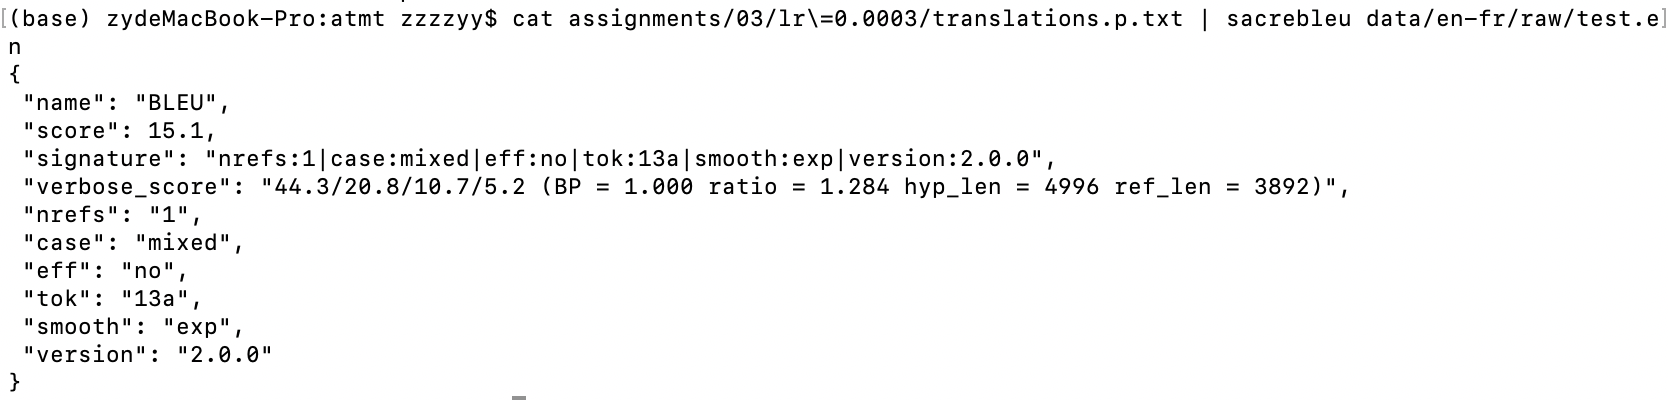 [(base) zydeMacBook-Pro:atmt zzzzyy$ cat assignments/03/lr\=0.0003/translations.p.txt | sacrebleu data/en-fr/raw/test.e]
n
{
 "name": "BLEU",
 "score": 15.1,
 "signature": "nrefs:1|case:mixed|eff:no|tok:13a|smooth:exp|version:2.0.0",
 "verbose_score": "44.3/20.8/10.7/5.2 (BP = 1.000 ratio = 1.284 hyp_len = 4996 ref_len = 3892)",
 "nrefs": "1",
 "case": "mixed",
 "eff": "no",
 "tok": "13a",
 "smooth": "exp",
 "version": "2.0.0"
}